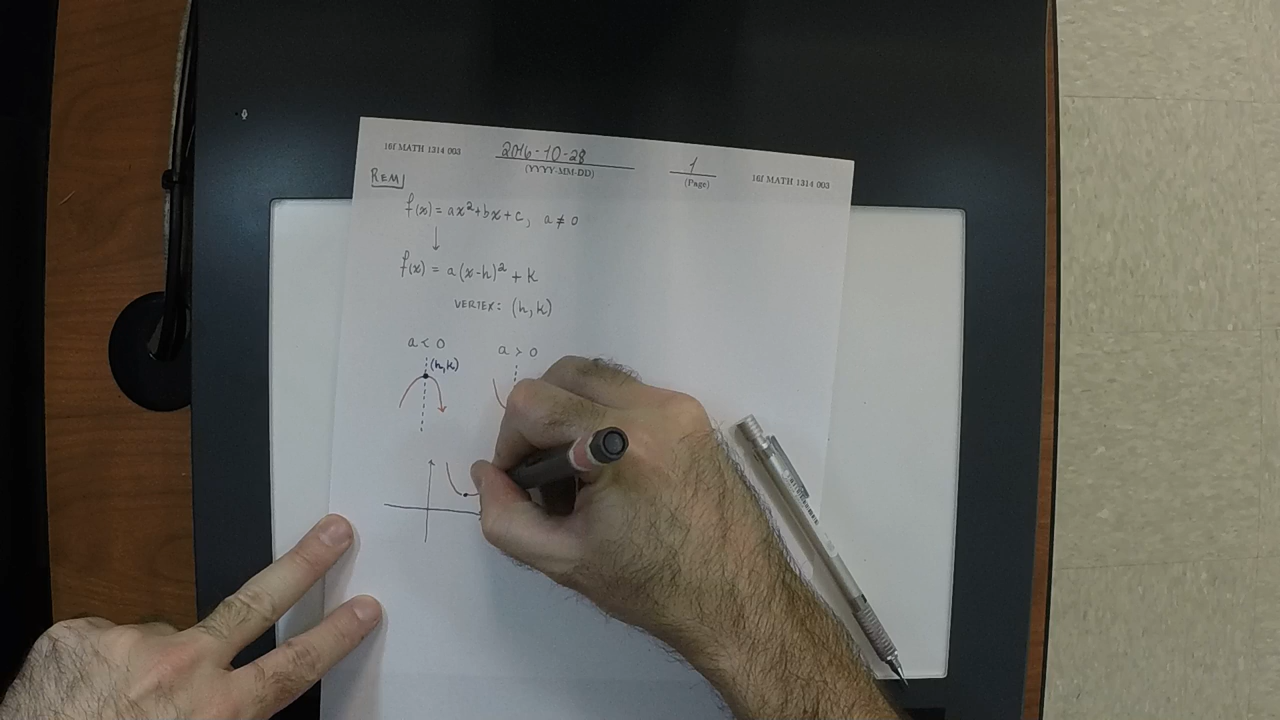 16f MATH 1314 003 2016-10-28 1 16f MATH 1314 003
(YYYY-MM-DD) (Page)
REM
f(x) = ax²+bx+c, a ≠ 0
↓
f(x) = a(x-h)² + k
VERTEX: (h,k)
a < 0 a > 0
(h,k)